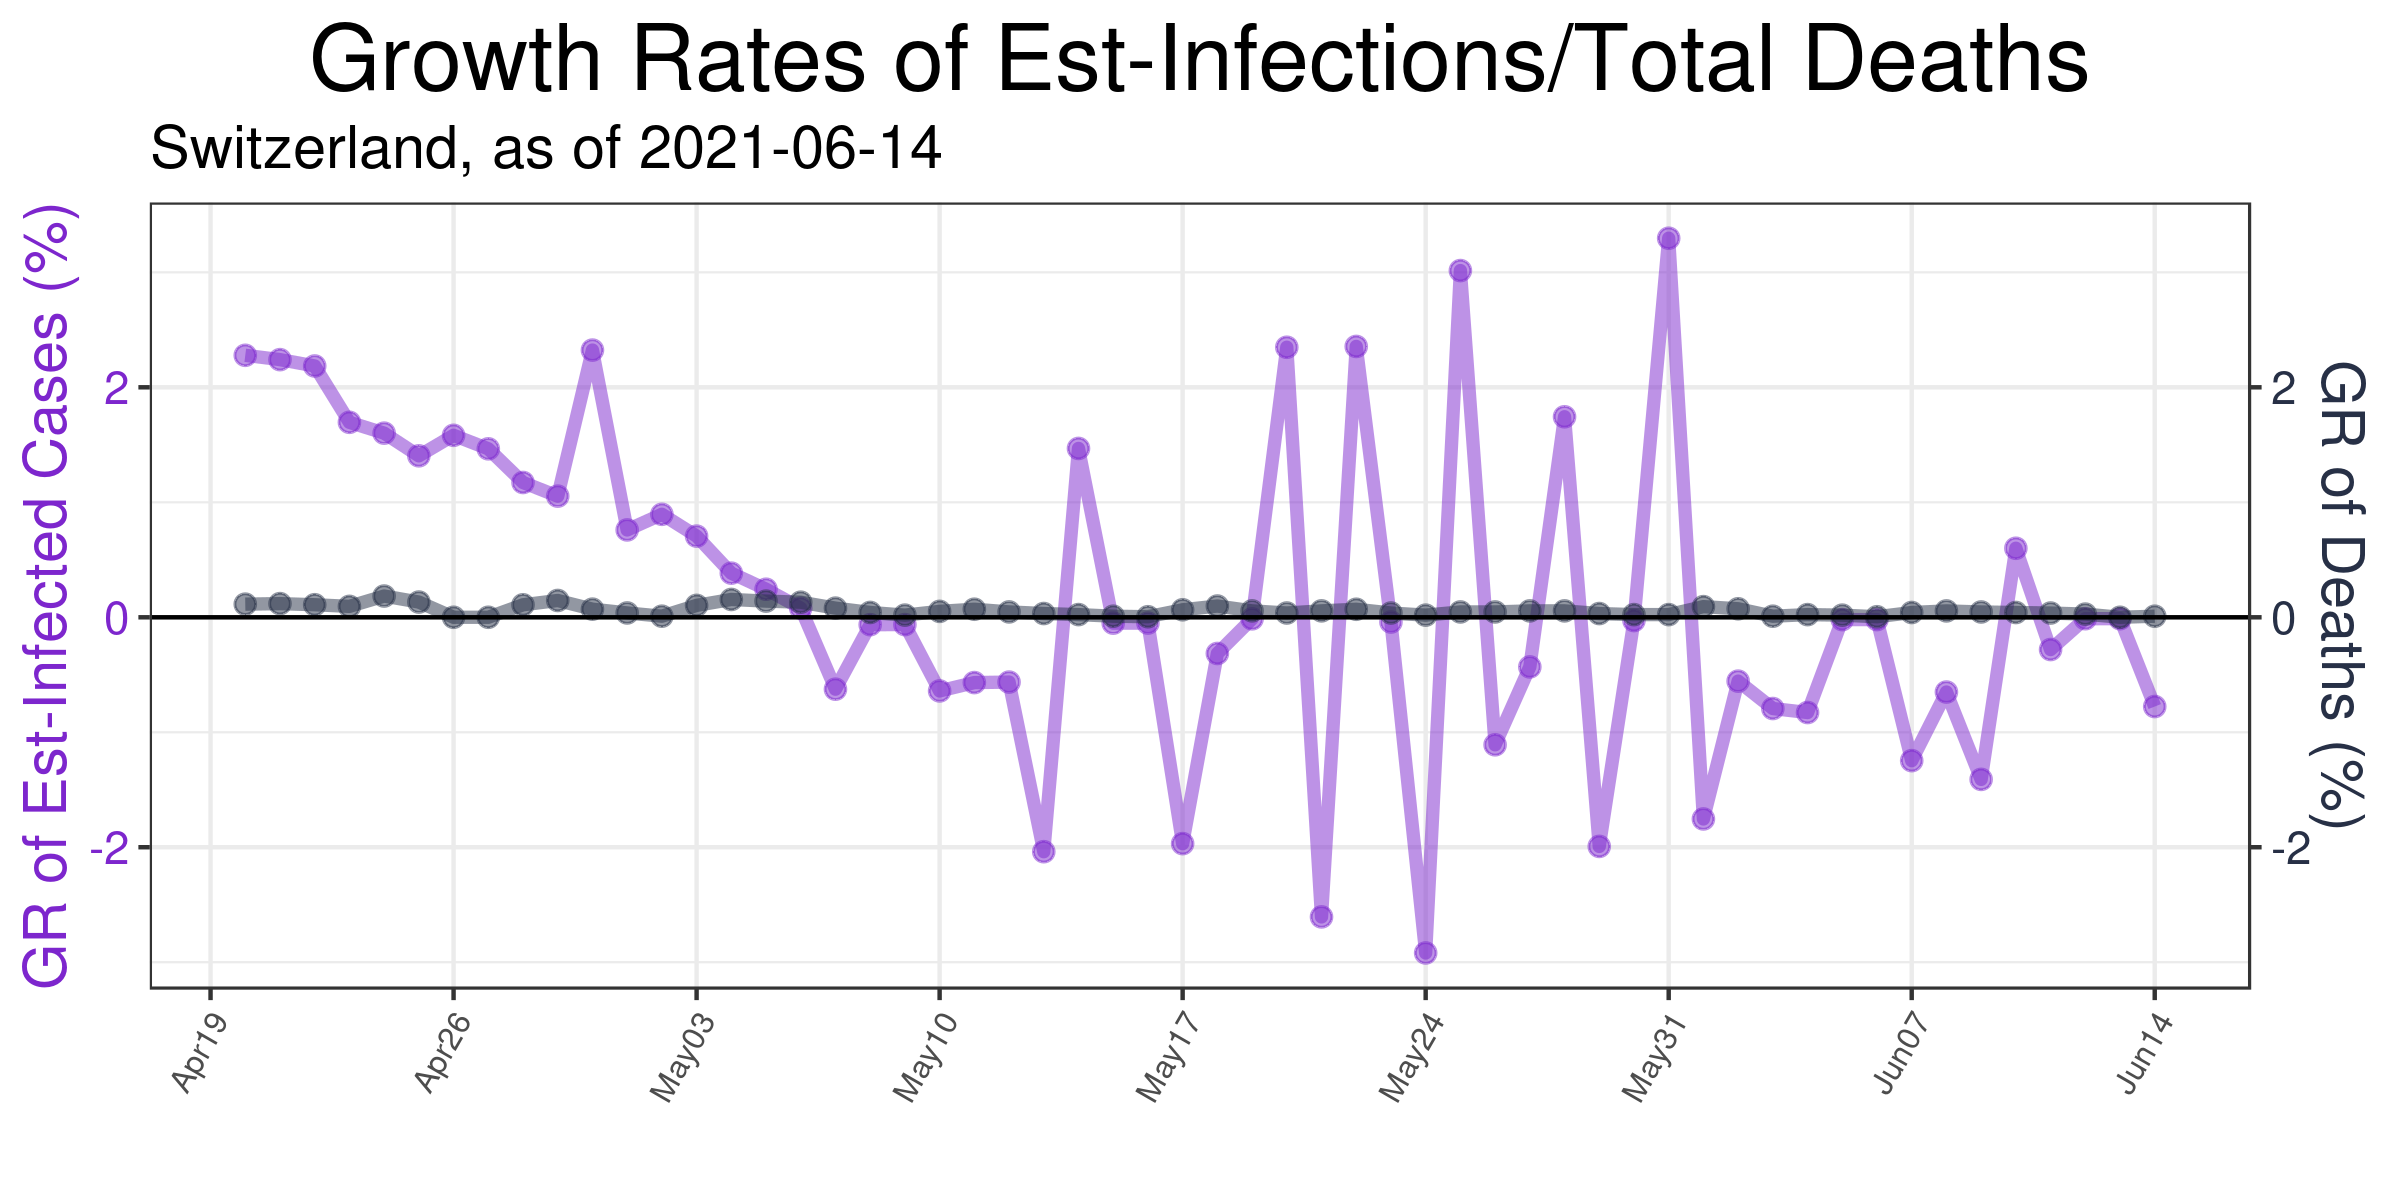 Growth Rates of Est-Infections/Total Deaths
Switzerland, as of 2021-06-14
GR of Est-Infected Cases (%)
2
0
-2
2
0
-2
GR of Deaths (%)
Apr19
Apr26
May03
May10
May17
May24
May31
Jun07
Jun14